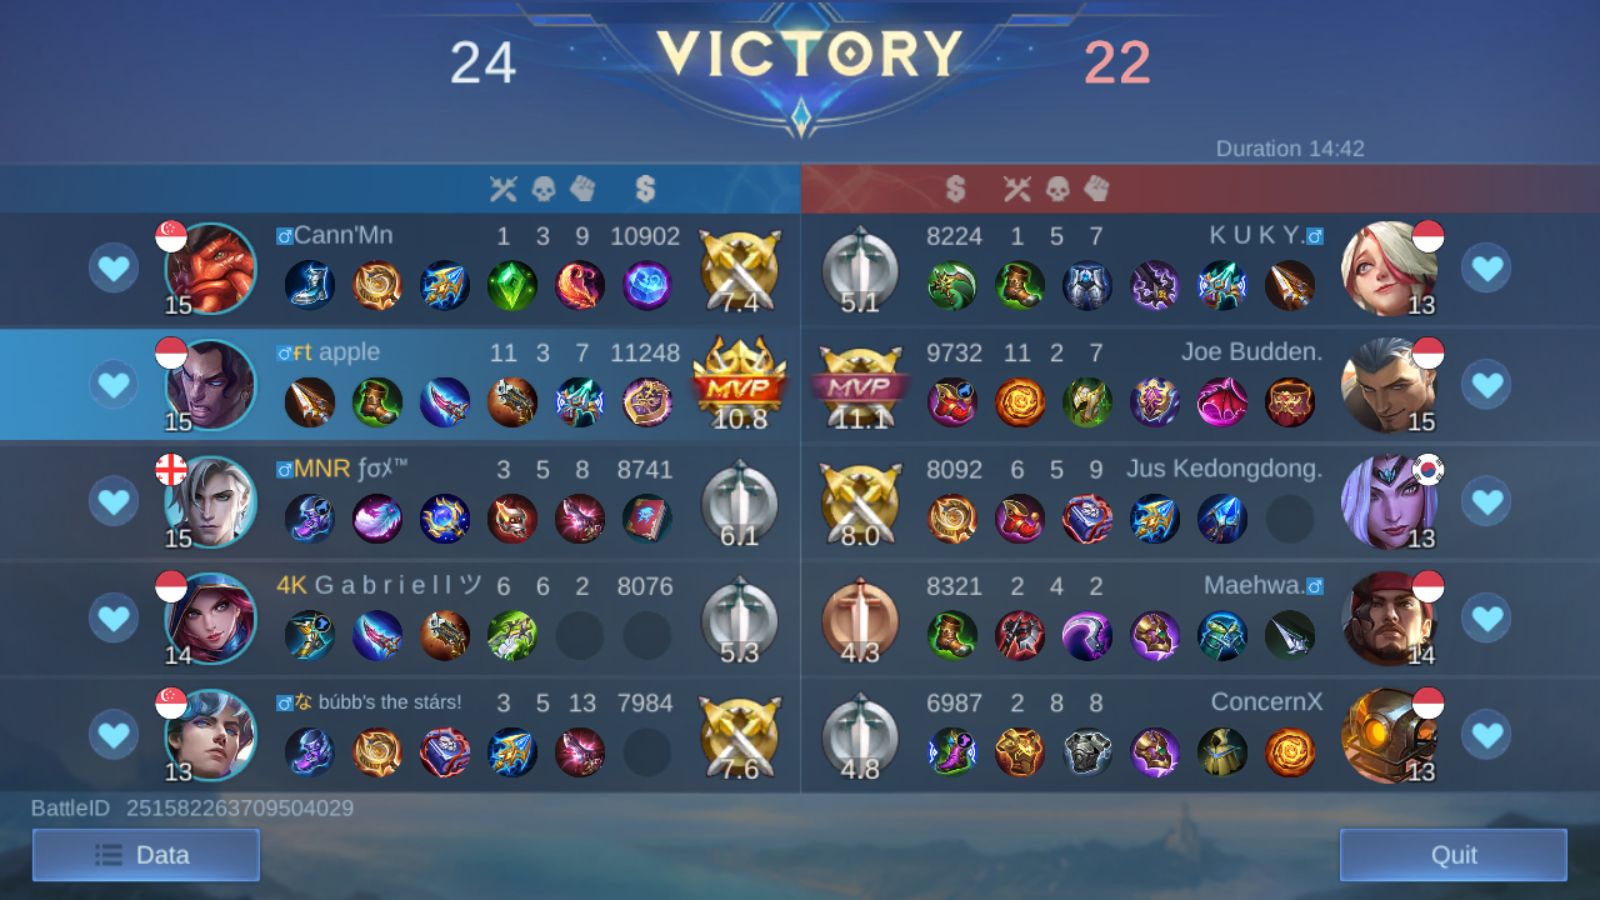 24 VICTORY 22
Duration 14:42
Cann'Mn 1 3 9 10902
15 7.4
8224 1 5 7 K U K Y.
5.1 13
ғt apple 11 3 7 11248
15 MVP 10.8
9732 11 2 7 Joe Budden.
MVP 11.1 15
MNR ƒσϰ™ 3 5 8 8741
15 6.1
8092 6 5 9 Jus Kedongdong.
8.0 13
4K G a b r i e l l ツ 6 6 2 8076
14 5.3
8321 2 4 2 Maehwa.
4.3 14
な búbb's the stárs! 3 5 13 7984
13 7.6
6987 2 8 8 ConcernX
4.8 13
BattleID 251582263709504029
Data
Quit